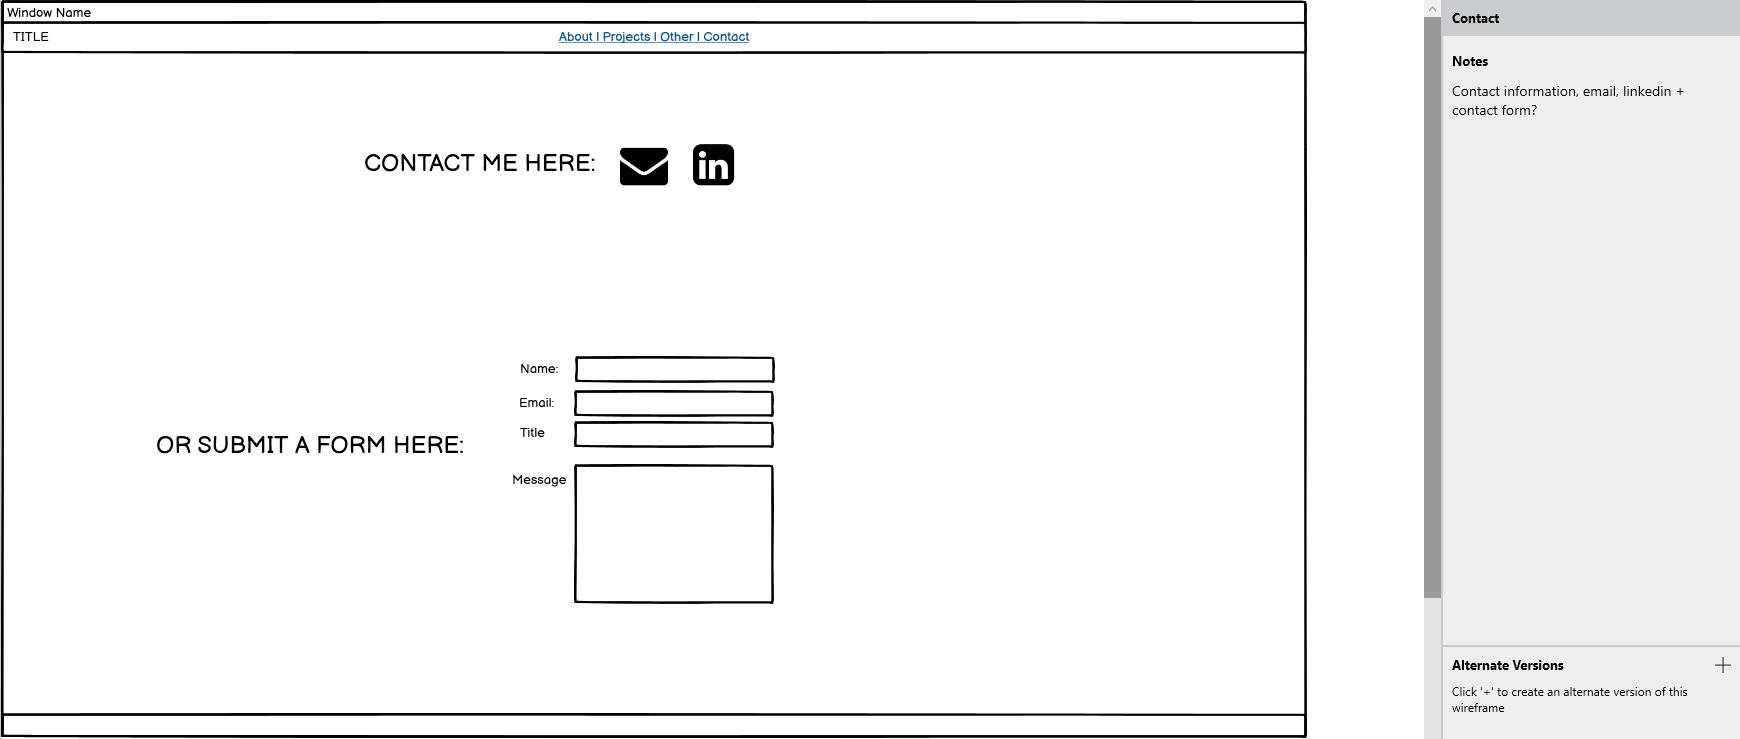 Window Name
TITLE
About | Projects | Other | Contact
CONTACT ME HERE:
in
Name:
Email:
OR SUBMIT A FORM HERE:
Title
Message
Contact
Notes
Contact information, email, linkedin +
contact form?
Alternate Versions
Click '+' to create an alternate version of this
wireframe